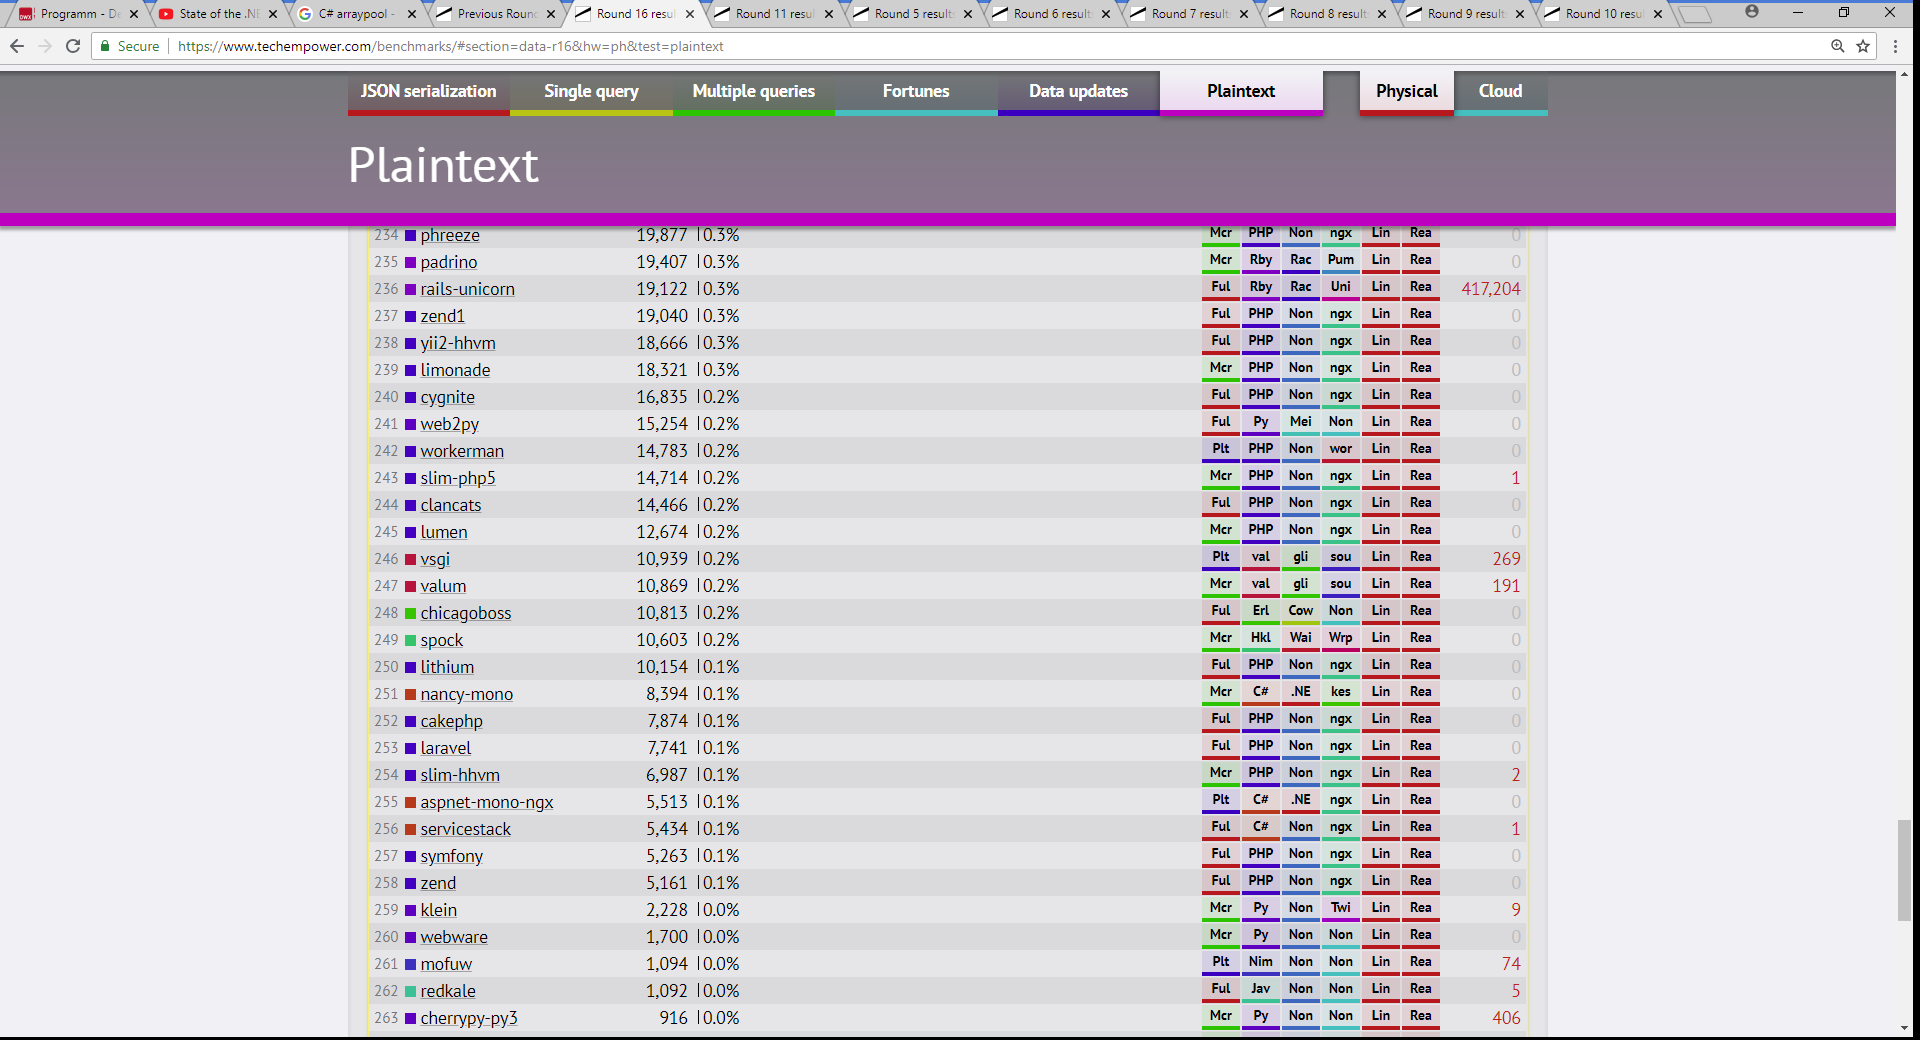 Programm - De
State of the .NE
C# arraypool -
Previous Round
Round 16 resu
Round 11 resu
Round 5 result
Round 6 result
Round 7 result
Round 8 result
Round 9 result
Round 10 resu
Secure https://www.techempower.com/benchmarks/#section=data-r16&hw=ph&test=plaintext
JSON serialization Single query Multiple queries Fortunes Data updates Plaintext Physical Cloud
Plaintext
234 phreeze 19,877 0.3% Mcr PHP Non ngx Lin Rea 0
235 padrino 19,407 0.3% Mcr Rby Rac Pum Lin Rea 0
236 rails-unicorn 19,122 0.3% Ful Rby Rac Uni Lin Rea 417,204
237 zend1 19,040 0.3% Ful PHP Non ngx Lin Rea 0
238 yii2-hhvm 18,666 0.3% Ful PHP Non ngx Lin Rea 0
239 limonade 18,321 0.3% Mcr PHP Non ngx Lin Rea 0
240 cygnite 16,835 0.2% Ful PHP Non ngx Lin Rea 0
241 web2py 15,254 0.2% Ful Py Mei Non Lin Rea 0
242 workerman 14,783 0.2% Plt PHP Non wor Lin Rea 0
243 slim-php5 14,714 0.2% Mcr PHP Non ngx Lin Rea 1
244 clancats 14,466 0.2% Ful PHP Non ngx Lin Rea 0
245 lumen 12,674 0.2% Mcr PHP Non ngx Lin Rea 0
246 vsgi 10,939 0.2% Plt val gli sou Lin Rea 269
247 valum 10,869 0.2% Mcr val gli sou Lin Rea 191
248 chicagoboss 10,813 0.2% Ful Erl Cow Non Lin Rea 0
249 spock 10,603 0.2% Mcr Hkl Wai Wrp Lin Rea 0
250 lithium 10,154 0.1% Ful PHP Non ngx Lin Rea 0
251 nancy-mono 8,394 0.1% Mcr C# .NE kes Lin Rea 0
252 cakephp 7,874 0.1% Ful PHP Non ngx Lin Rea 0
253 laravel 7,741 0.1% Ful PHP Non ngx Lin Rea 0
254 slim-hhvm 6,987 0.1% Mcr PHP Non ngx Lin Rea 2
255 aspnet-mono-ngx 5,513 0.1% Plt C# .NE ngx Lin Rea 0
256 servicestack 5,434 0.1% Ful C# Non ngx Lin Rea 1
257 symfony 5,263 0.1% Ful PHP Non ngx Lin Rea 0
258 zend 5,161 0.1% Ful PHP Non ngx Lin Rea 0
259 klein 2,228 0.0% Mcr Py Non Twi Lin Rea 9
260 webware 1,700 0.0% Mcr Py Non Non Lin Rea 0
261 mofuw 1,094 0.0% Plt Nim Non Non Lin Rea 74
262 redkale 1,092 0.0% Ful Jav Non Non Lin Rea 5
263 cherrypy-py3 916 0.0% Mcr Py Non Non Lin Rea 406